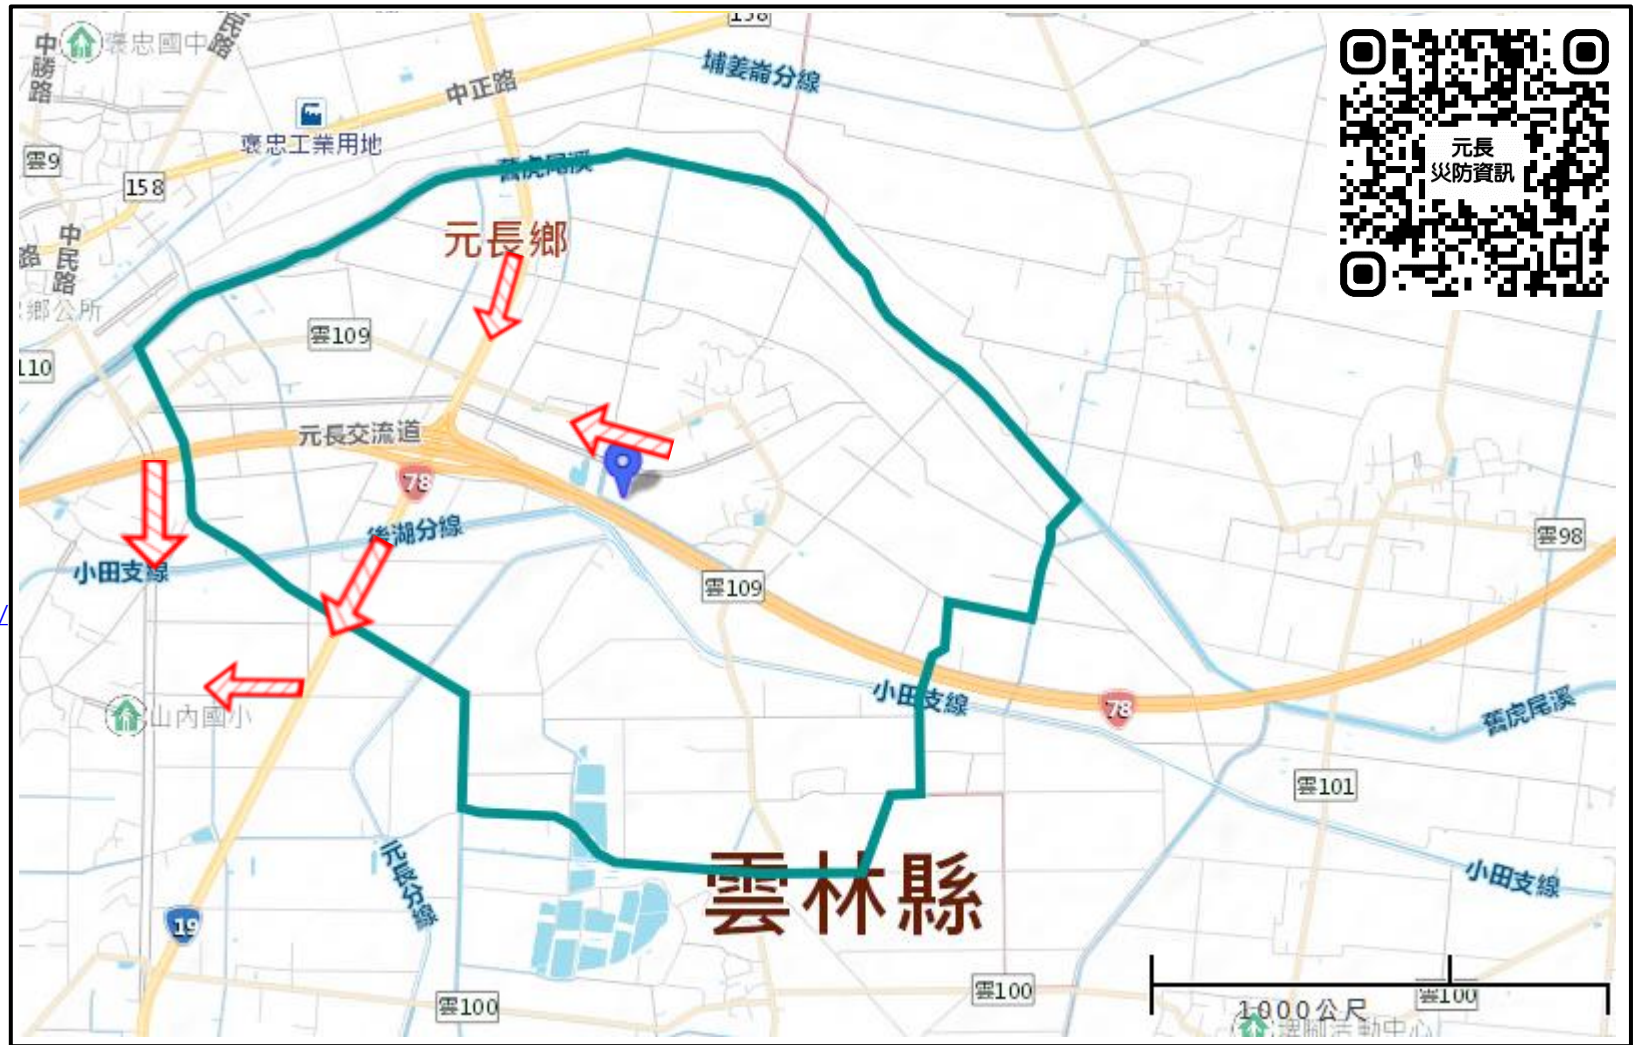 158
中勝路
褒忠國中
埔姜崙分線
中正路
元長
災防資訊
褒忠工業用地
雲9
158
舊虎尾溪
中民路
路
元長鄉
鄉公所
雲109
110
元長交流道
78
後湖分線
雲98
小田支線
雲109
/
小田支線
78
山內國小
舊虎尾溪
雲101
元長分線
雲林縣
小田支線
19
雲100
雲100
雲100
1000公尺